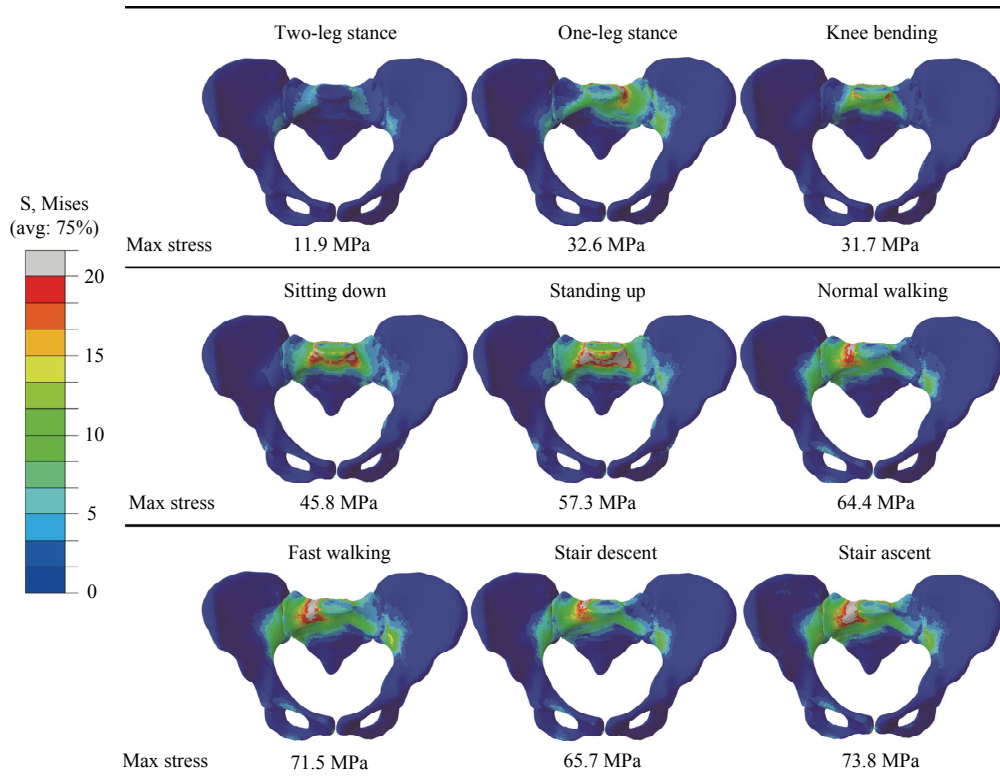 Two-leg stance
One-leg stance
Knee bending
Max stress
11.9 MPa
32.6 MPa
31.7 MPa
S, Mises
(avg: 75%)
20
15
10
5
0
Sitting down
Standing up
Normal walking
Max stress
45.8 MPa
57.3 MPa
64.4 MPa
Fast walking
Stair descent
Stair ascent
Max stress
71.5 MPa
65.7 MPa
73.8 MPa